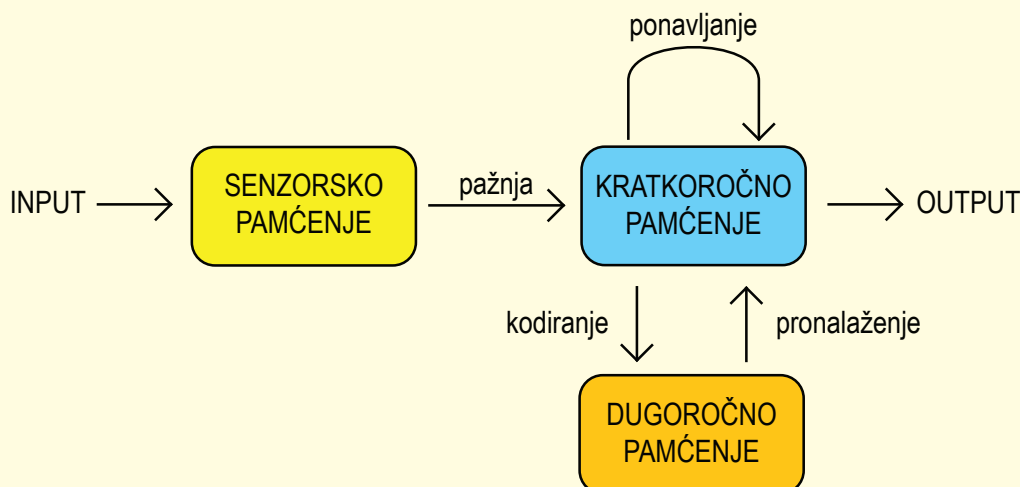 ponavljanje
INPUT
SENZORSKO
PAMĆENJE
pažnja
KRATKOROČNO
PAMĆENJE
OUTPUT
kodiranje
pronalaženje
DUGOROČNO
PAMĆENJE